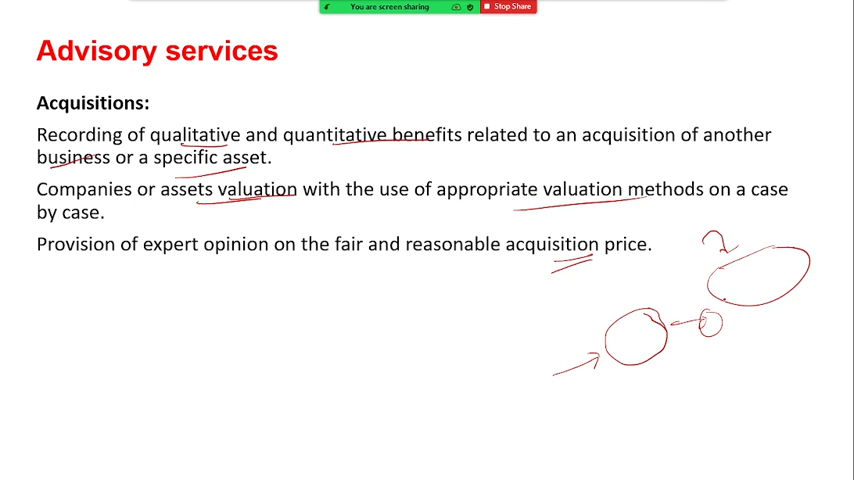 You are screen sharing
Stop Share
Advisory services
Acquisitions:
Recording of qualitative and quantitative benefits related to an acquisition of another
business or a specific asset.
Companies or assets valuation with the use of appropriate valuation methods on a case
by case.
Provision of expert opinion on the fair and reasonable acquisition price.